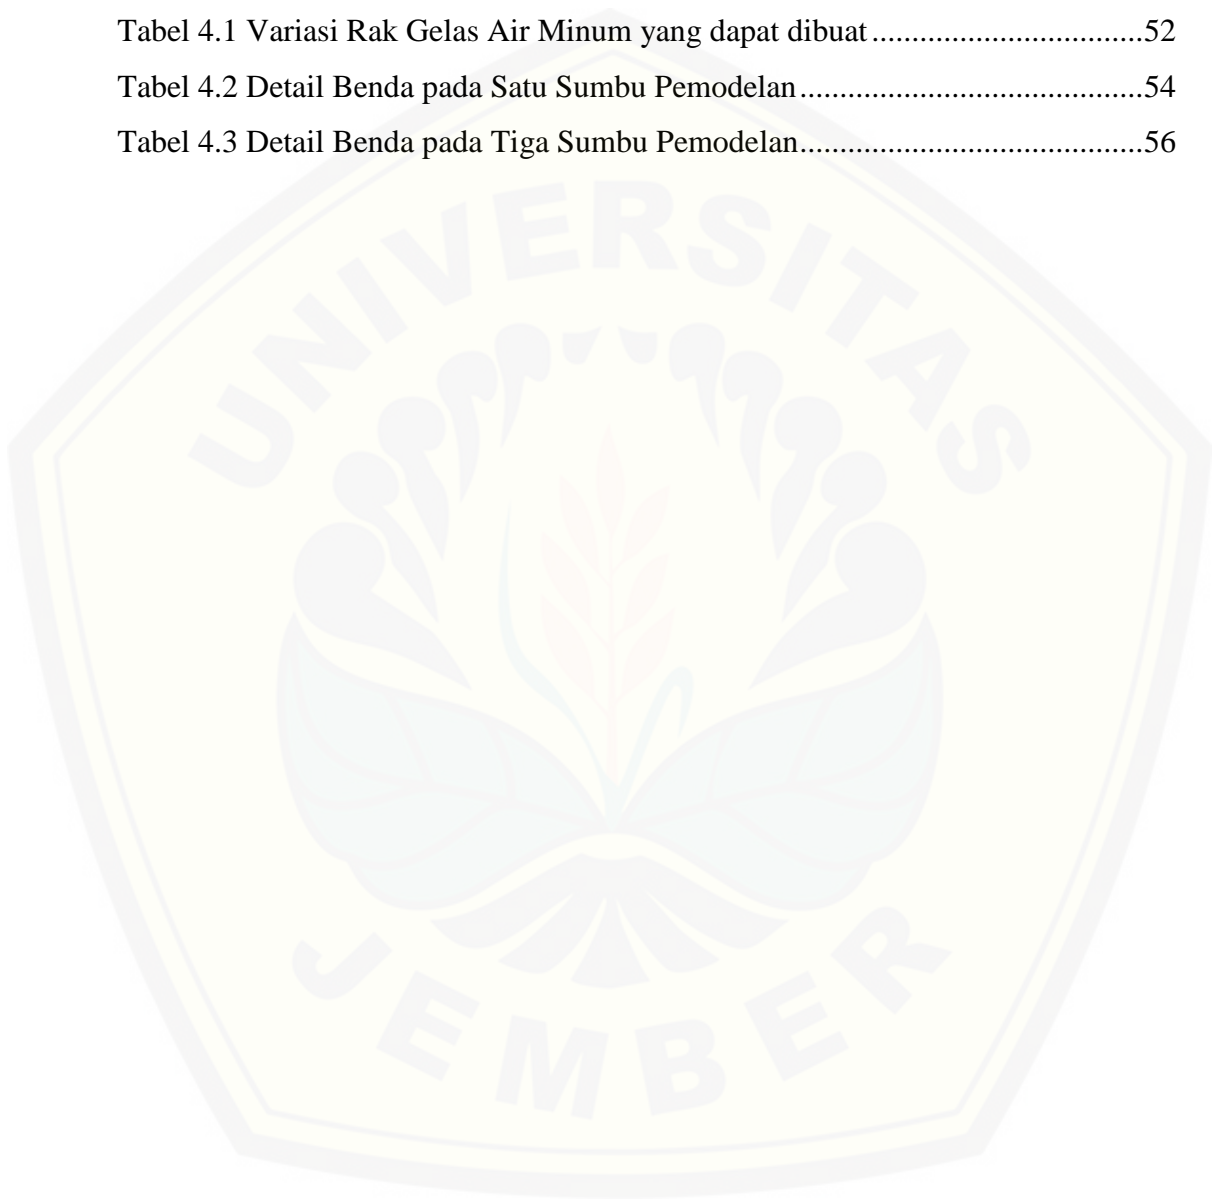 Tabel 4.1 Variasi Rak Gelas Air Minum yang dapat dibuat..................................52
Tabel 4.2 Detail Benda pada Satu Sumbu Pemodelan...........................................54
Tabel 4.3 Detail Benda pada Tiga Sumbu Pemodelan...........................................56
UNIVERSITAS
JEMBER